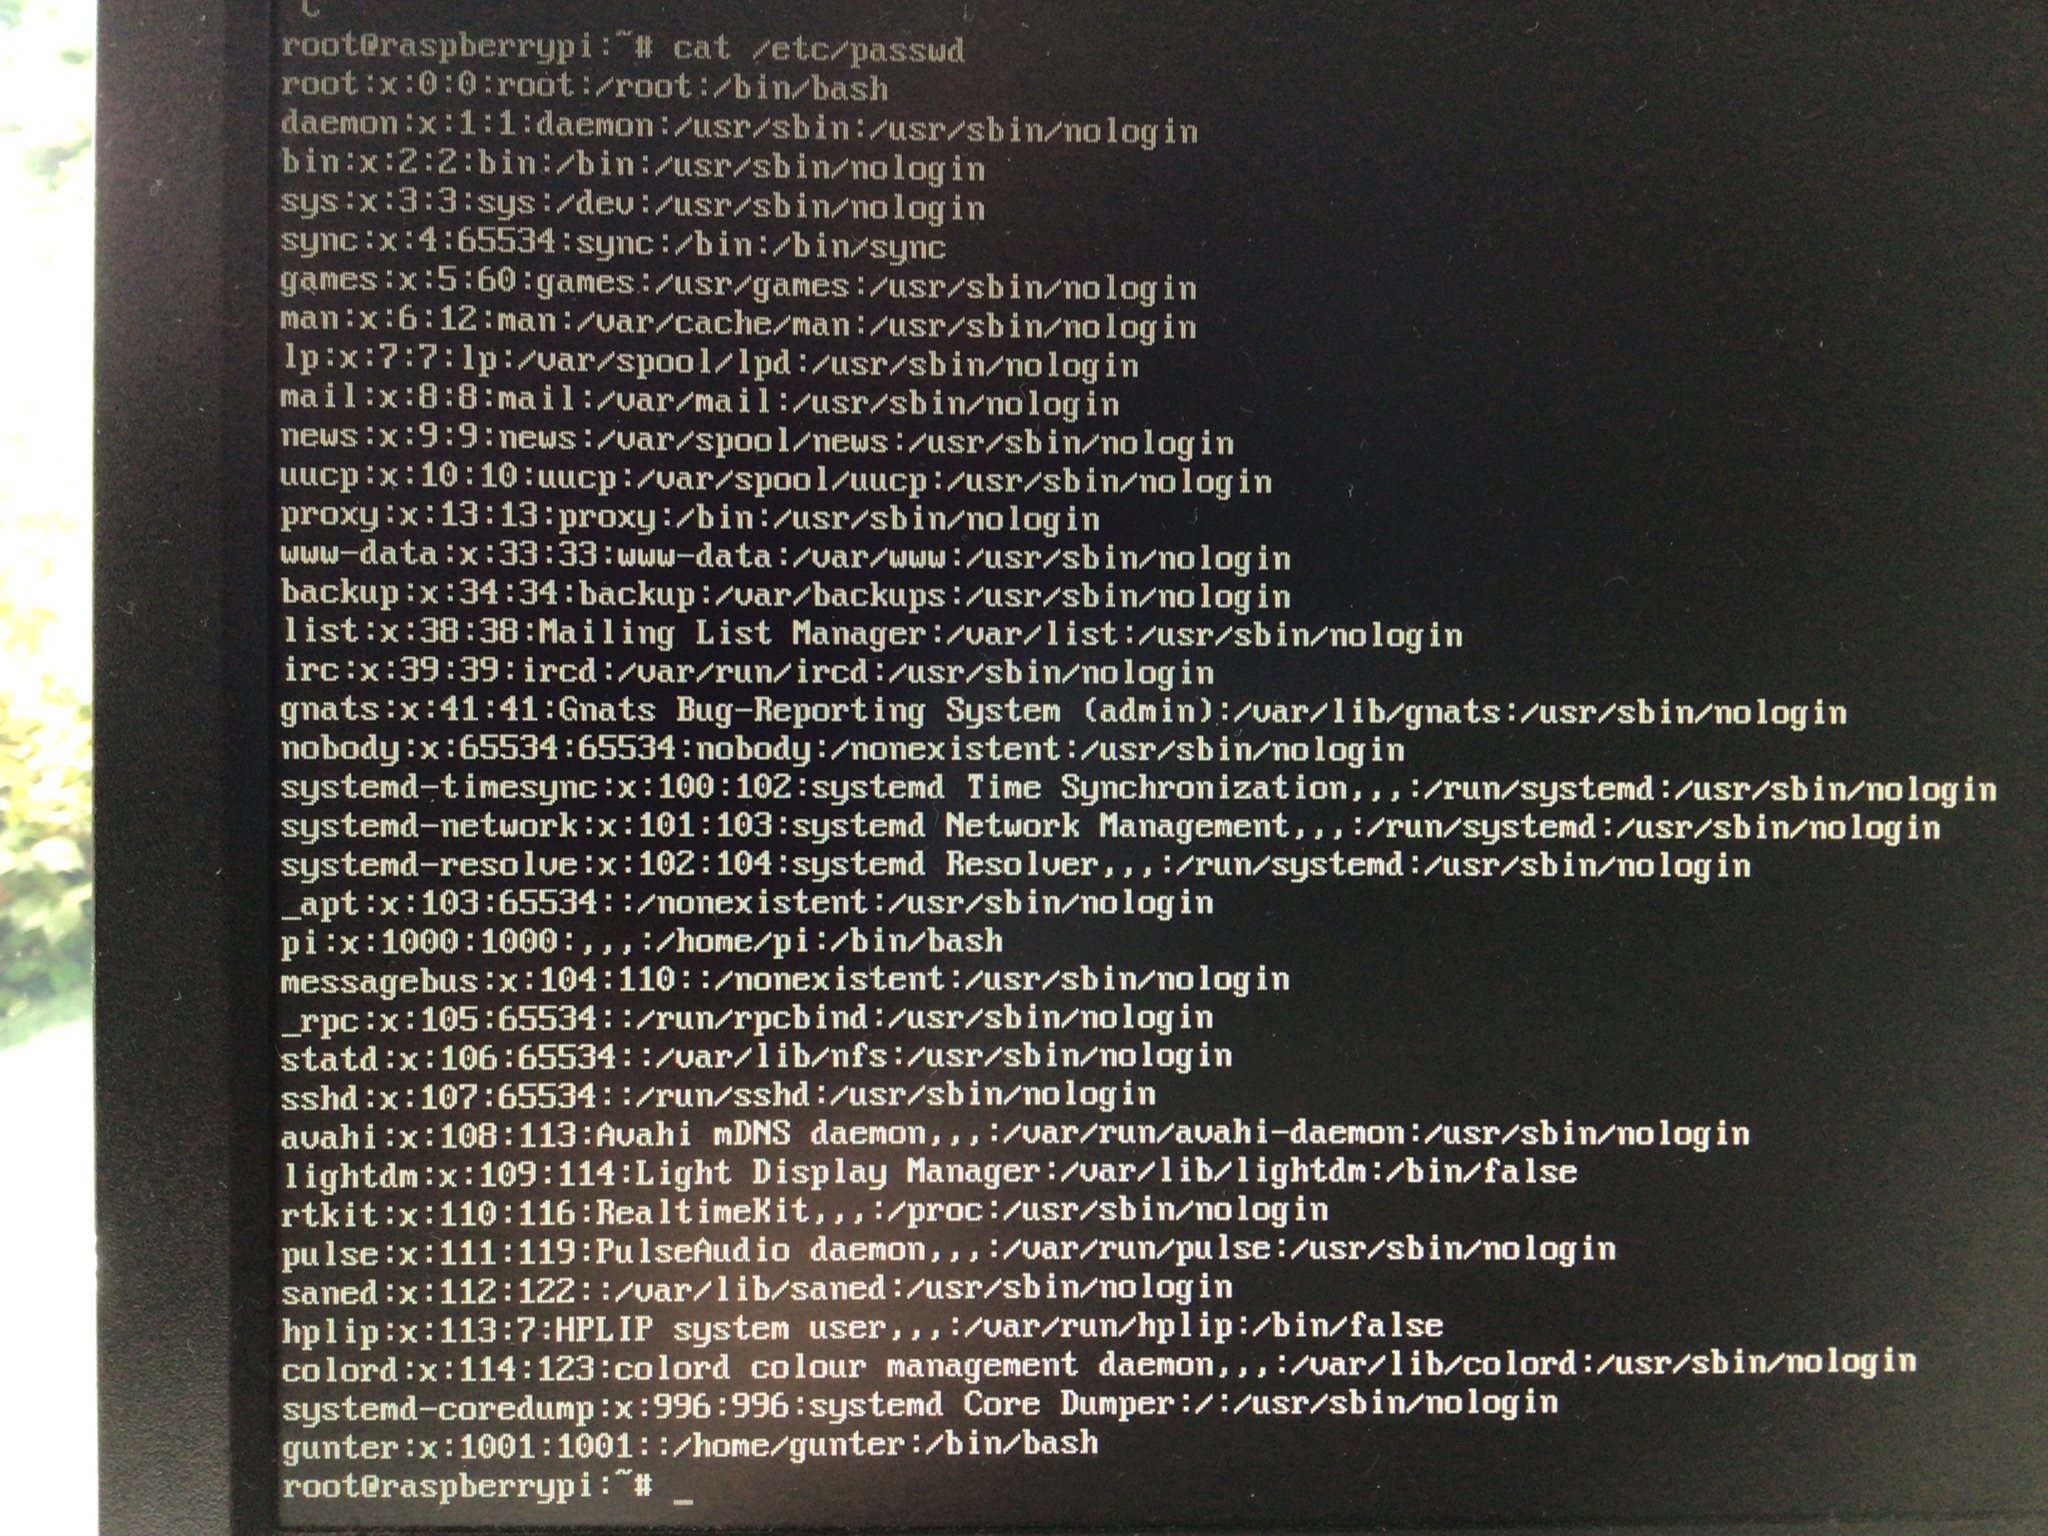 root@raspberrypi:~# cat /etc/passwd
root:x:0:0:root:/root:/bin/bash
daemon:x:1:1:daemon:/usr/sbin:/usr/sbin/nologin
bin:x:2:2:bin:/bin:/usr/sbin/nologin
sys:x:3:3:sys:/dev:/usr/sbin/nologin
sync:x:4:65534:sync:/bin:/bin/sync
games:x:5:60:games:/usr/games:/usr/sbin/nologin
man:x:6:12:man:/var/cache/man:/usr/sbin/nologin
lp:x:7:7:lp:/var/spool/lpd:/usr/sbin/nologin
mail:x:8:8:mail:/var/mail:/usr/sbin/nologin
news:x:9:9:news:/var/spool/news:/usr/sbin/nologin
uucp:x:10:10:uucp:/var/spool/uucp:/usr/sbin/nologin
proxy:x:13:13:proxy:/bin:/usr/sbin/nologin
www-data:x:33:33:www-data:/var/www:/usr/sbin/nologin
backup:x:34:34:backup:/var/backups:/usr/sbin/nologin
list:x:38:38:Mailing List Manager:/var/list:/usr/sbin/nologin
irc:x:39:39:ircd:/var/run/ircd:/usr/sbin/nologin
gnats:x:41:41:Gnats Bug-Reporting System (admin):/var/lib/gnats:/usr/sbin/nologin
nobody:x:65534:65534:nobody:/nonexistent:/usr/sbin/nologin
systemd-timesync:x:100:102:systemd Time Synchronization,,,:/run/systemd:/usr/sbin/nologin
systemd-network:x:101:103:systemd Network Management,,,:/run/systemd:/usr/sbin/nologin
systemd-resolve:x:102:104:systemd Resolver,,,:/run/systemd:/usr/sbin/nologin
_apt:x:103:65534::/nonexistent:/usr/sbin/nologin
pi:x:1000:1000:,,,:/home/pi:/bin/bash
messagebus:x:104:110::/nonexistent:/usr/sbin/nologin
_rpc:x:105:65534::/run/rpcbind:/usr/sbin/nologin
statd:x:106:65534::/var/lib/nfs:/usr/sbin/nologin
sshd:x:107:65534::/run/sshd:/usr/sbin/nologin
avahi:x:108:113:Avahi mDNS daemon,,,:/var/run/avahi-daemon:/usr/sbin/nologin
lightdm:x:109:114:Light Display Manager:/var/lib/lightdm:/bin/false
rtkit:x:110:116:RealtimeKit,,,:/proc:/usr/sbin/nologin
pulse:x:111:119:PulseAudio daemon,,,:/var/run/pulse:/usr/sbin/nologin
saned:x:112:122::/var/lib/saned:/usr/sbin/nologin
hplip:x:113:7:HPLIP system user,,,:/var/run/hplip:/bin/false
colord:x:114:123:colord colour management daemon,,,:/var/lib/colord:/usr/sbin/nologin
systemd-coredump:x:996:996:systemd Core Dumper:/:/usr/sbin/nologin
gunter:x:1001:1001::/home/gunter:/bin/bash
root@raspberrypi:~# _